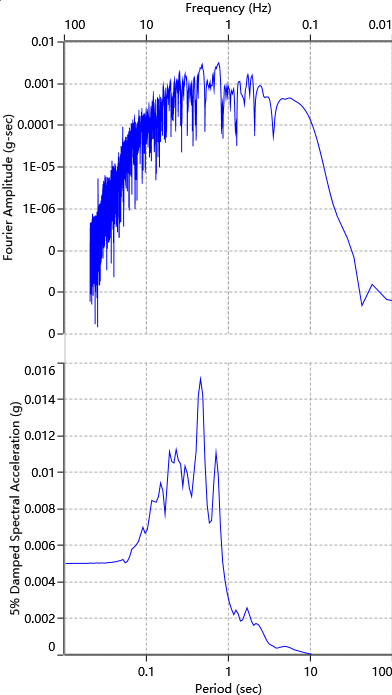 Frequency (Hz)
100 10 1 0.1 0.01
Fourier Amplitude (g-sec)
0.01
0.001
0.0001
1E-05
1E-06
0
0
0
5% Damped Spectral Acceleration (g)
0.016
0.014
0.012
0.01
0.008
0.006
0.004
0.002
0
0.1 1 10 100
Period (sec)